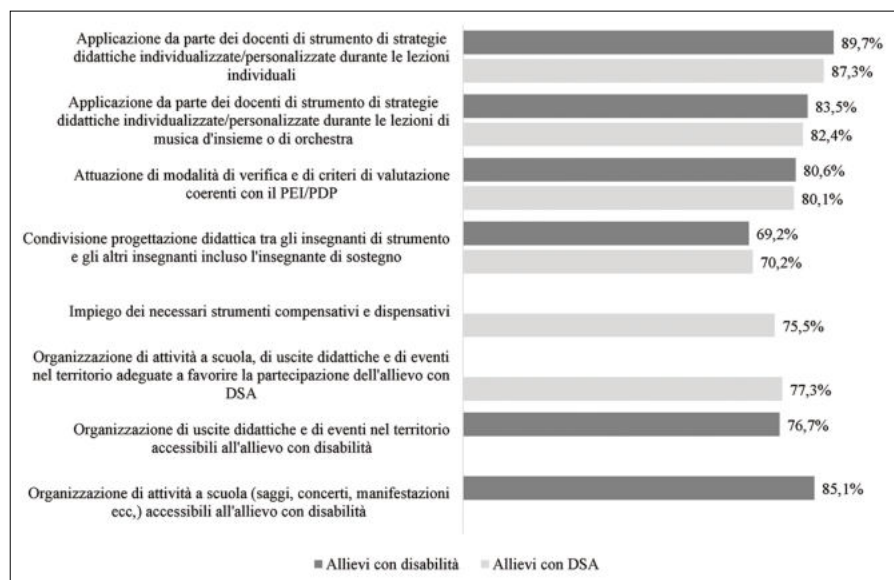 Applicazione da parte dei docenti di strumento di strategie
didattiche individualizzate/personalizzate durante le lezioni
individuali
89,7%
87,3%
Applicazione da parte dei docenti di strumento di strategie
didattiche individualizzate/personalizzate durante le lezioni di
musica d'insieme o di orchestra
83,5%
82,4%
Attuazione di modalità di verifica e di criteri di valutazione
coerenti con il PEI/PDP
80,6%
80,1%
Condivisione progettazione didattica tra gli insegnanti di strumento
e gli altri insegnanti incluso l'insegnante di sostegno
69,2%
70,2%
Impiego dei necessari strumenti compensativi e dispensativi
75,5%
Organizzazione di attività a scuola, di uscite didattiche e di eventi
nel territorio adeguate a favorire la partecipazione dell'allievo con
DSA
77,3%
Organizzazione di uscite didattiche e di eventi nel territorio
accessibili all'allievo con disabilità
76,7%
Organizzazione di attività a scuola (saggi, concerti, manifestazioni
ecc,) accessibili all'allievo con disabilità
85,1%
Allievi con disabilità Allievi con DSA